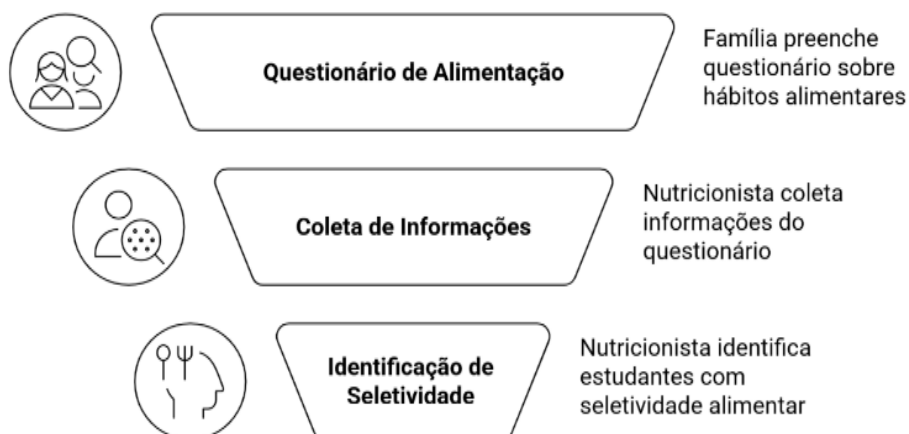 Questionário de Alimentação
Família preenche
questionário sobre
hábitos alimentares
Coleta de Informações
Nutricionista coleta
informações do
questionário
Identificação de
Seletividade
Nutricionista identifica
estudantes com
seletividade alimentar